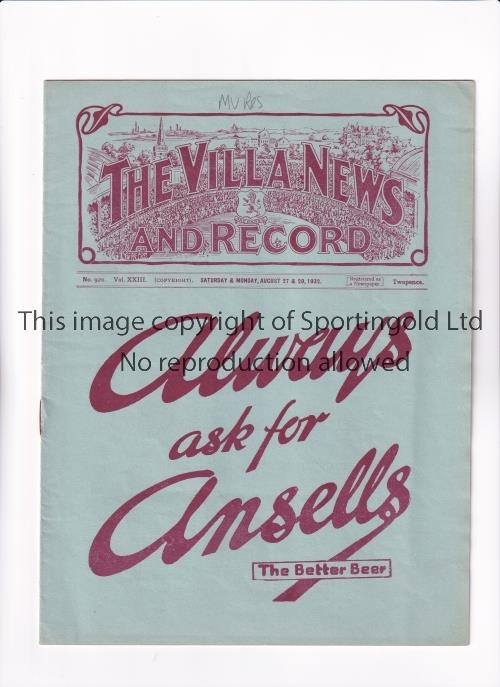 MV Res
THE VILLA NEWS
AND RECORD
No. 920. Vol. XXIII. (COPYRIGHT). SATURDAY & MONDAY, AUGUST 27 & 29, 1932. Registered as a Newspaper Twopence.
This image copyright of Sportingold Ltd
No reproduction allowed
Always
ask for
Ansells
The Better Beer